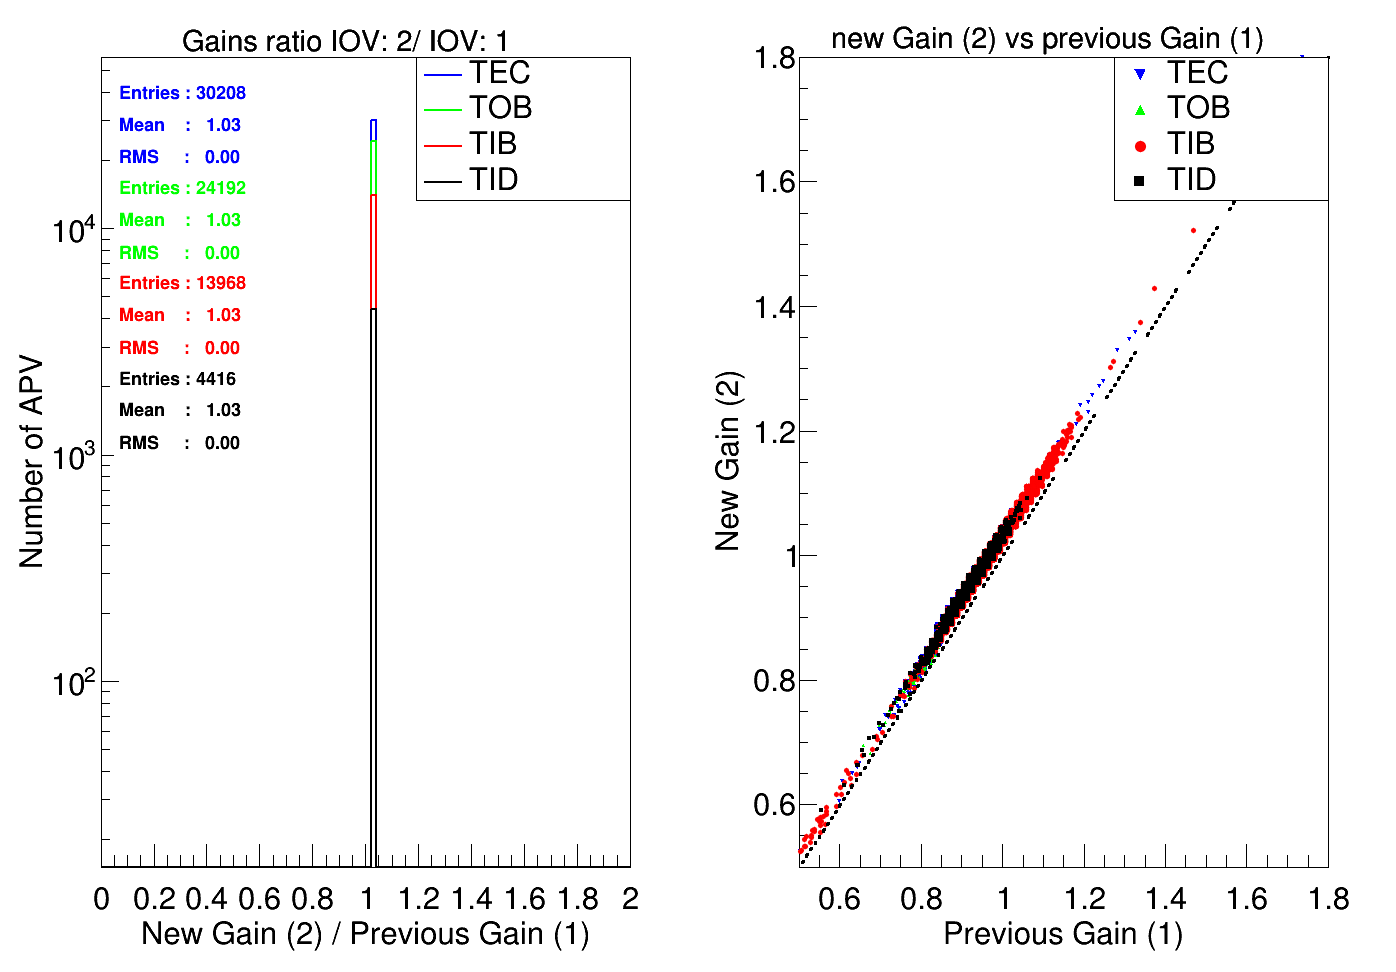 Gains ratio IOV: 2/ IOV: 1
TEC
TOB
TIB
TID
Entries : 30208
Mean : 1.03
RMS : 0.00
Entries : 24192
Mean : 1.03
RMS : 0.00
Entries : 13968
Mean : 1.03
RMS : 0.00
Entries : 4416
Mean : 1.03
RMS : 0.00
Number of APV
10^4
10^3
10^2
0 0.2 0.4 0.6 0.8 1 1.2 1.4 1.6 1.8 2
New Gain (2) / Previous Gain (1)
new Gain (2) vs previous Gain (1)
TEC
TOB
TIB
TID
New Gain (2)
1.8
1.6
1.4
1.2
1
0.8
0.6
0.6 0.8 1 1.2 1.4 1.6 1.8
Previous Gain (1)